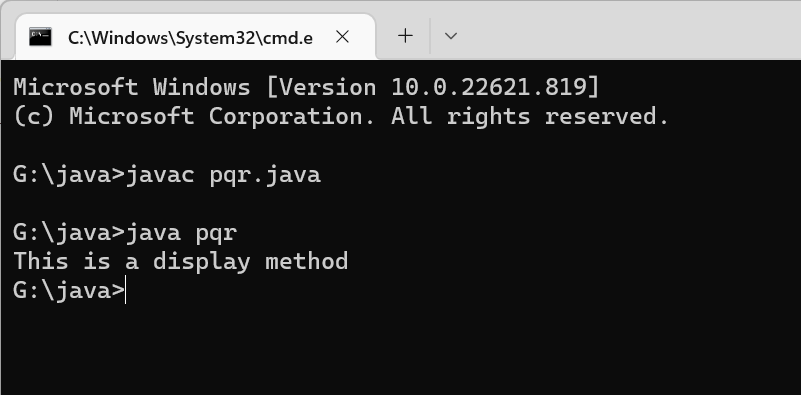 C:\Windows\System32\cmd.e
Microsoft Windows [Version 10.0.22621.819]
(c) Microsoft Corporation. All rights reserved.
G:\java>javac pqr.java
G:\java>java pqr
This is a display method
G:\java>